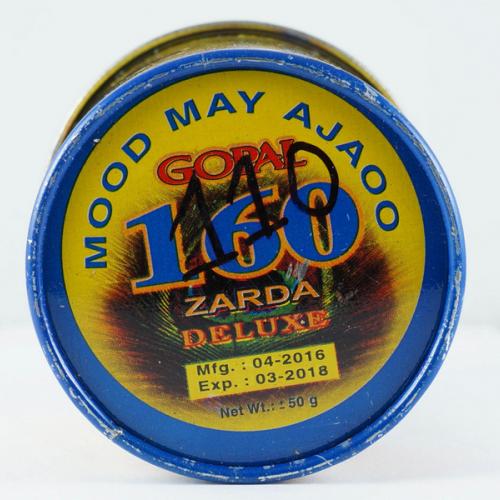 MOOD MAY AJAOO
GOPAL
160
110
ZARDA
DELUXE
Mfg. : 04-2016
Exp. : 03-2018
Net Wt.: ± 50 g